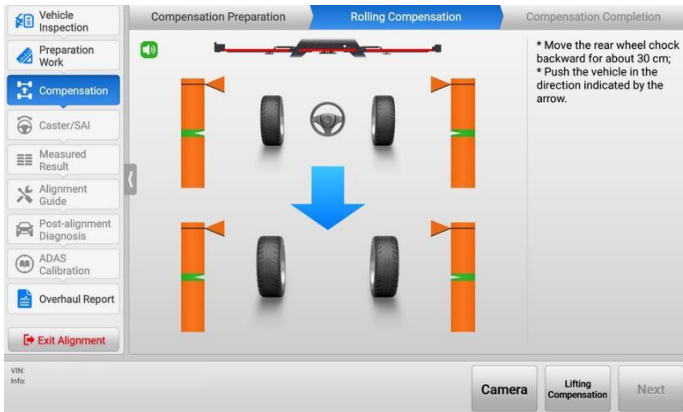 Vehicle
Inspection
Preparation
Work
Compensation
Caster/SAI
Measured
Result
Alignment
Guide
Post-alignment
Diagnosis
ADAS
Calibration
Overhaul Report
Exit Alignment
Compensation Preparation
Rolling Compensation
Compensation Completion
* Move the rear wheel chock
backward for about 30 cm;
* Push the vehicle in the
direction indicated by the
arrow.
VIN:
Info:
Camera
Lifting
Compensation
Next